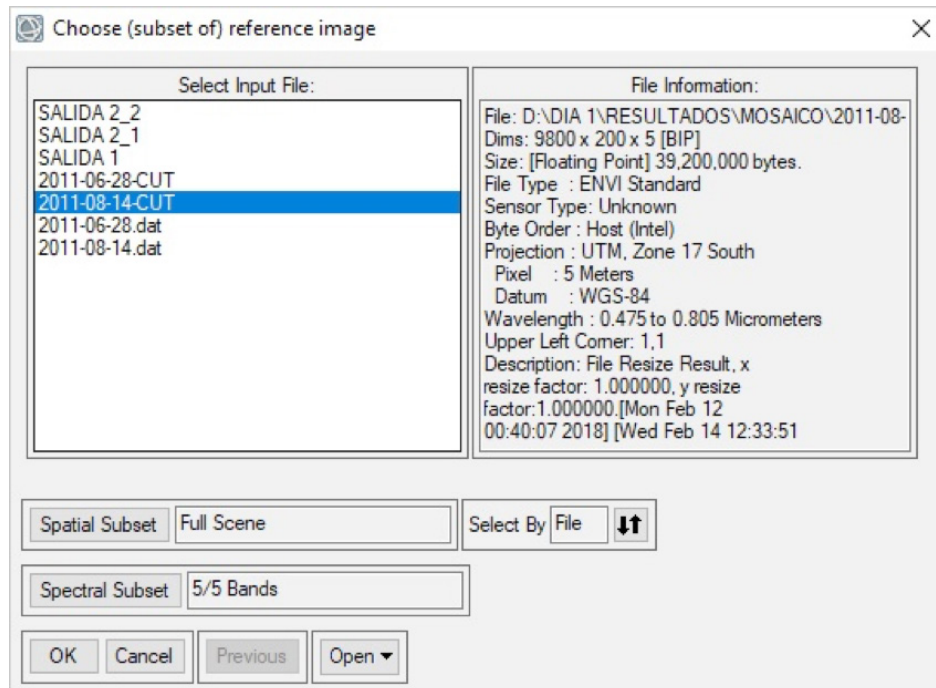 Choose (subset of) reference image
Select Input File:
SALIDA 2_2
SALIDA 2_1
SALIDA 1
2011-06-28-CUT
2011-08-14-CUT
2011-06-28.dat
2011-08-14.dat
File Information:
File: D:\DIA 1\RESULTADOS\MOSAICO\2011-08-
Dims: 9800 x 200 x 5 [BIP]
Size: [Floating Point] 39,200,000 bytes.
File Type : ENVI Standard
Sensor Type: Unknown
Byte Order : Host (Intel)
Projection : UTM, Zone 17 South
Pixel : 5 Meters
Datum : WGS-84
Wavelength : 0.475 to 0.805 Micrometers
Upper Left Corner: 1,1
Description: File Resize Result, x
resize factor: 1.000000, y resize
factor:1.000000.[Mon Feb 12
00:40:07 2018] [Wed Feb 14 12:33:51
Spatial Subset Full Scene
Select By File
Spectral Subset 5/5 Bands
OK Cancel Previous Open